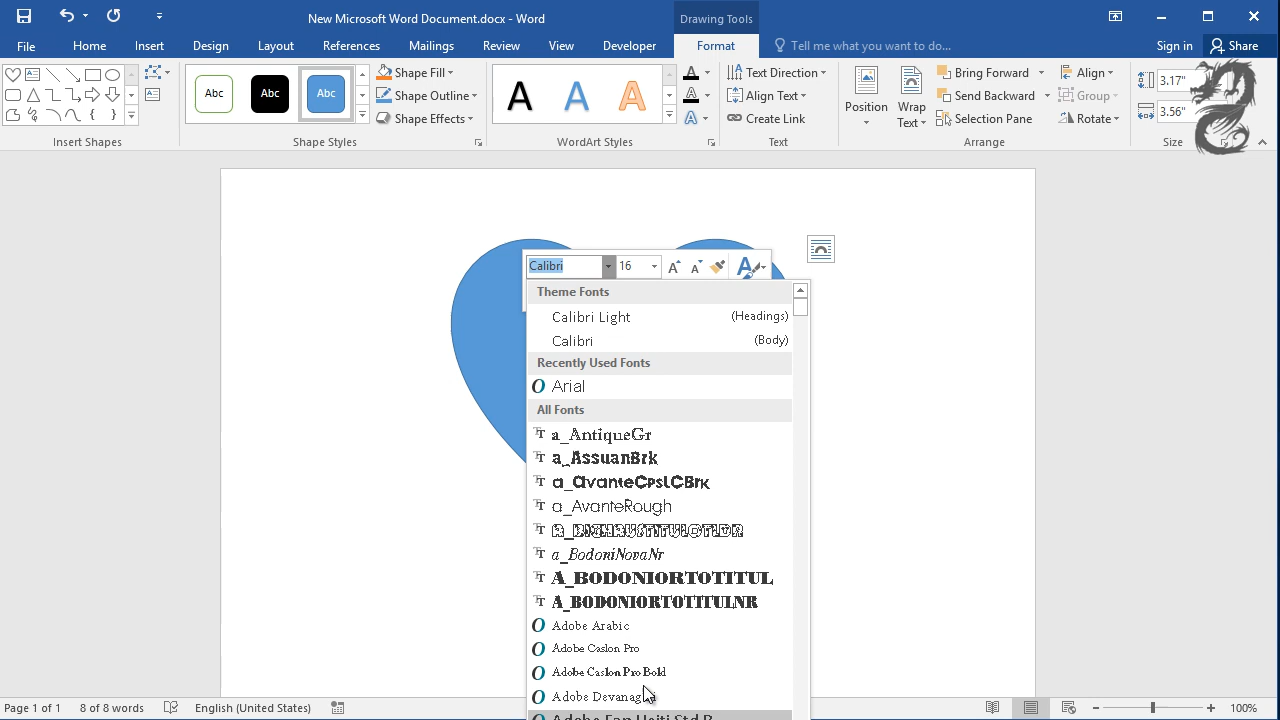 New Microsoft Word Document.docx - Word
Drawing Tools
File Home Insert Design Layout References Mailings Review View Developer Format Tell me what you want to do... Sign in Share
Abc Abc Abc
Shape Fill
Shape Outline
Shape Effects
A A A
A
A
A
Text Direction
Align Text
Create Link
Position
Wrap
Text
Bring Forward
Send Backward
Selection Pane
Align
Group
Rotate
3.17"
3.56"
Insert Shapes Shape Styles WordArt Styles Text Arrange Size
Calibri 16 A A A
Theme Fonts
Calibri Light (Headings)
Calibri (Body)
Recently Used Fonts
O Arial
All Fonts
a_AntiqueGr
a_AssuanBrk
a_AvanteCpsLCBrk
a_AvanteRough
a_BodoniNovaNr
A_BODONIORTOTITUL
A_BODONIORTOTITULNR
O Adobe Arabic
O Adobe Caslon Pro
O Adobe Caslon Pro Bold
O Adobe
Page 1 of 1 8 of 8 words English (United States) 100%